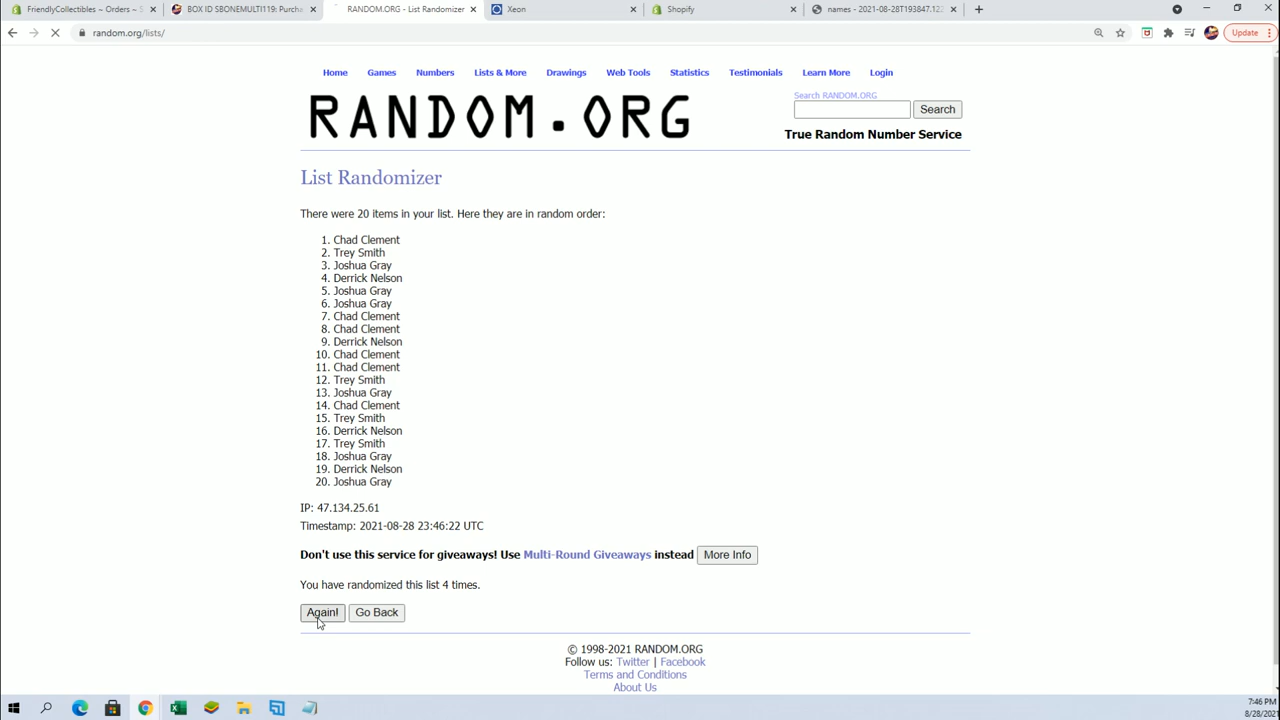 FriendlyCollectibles ~ Orders ~ S
BOX ID SBONEMULTI119: Purcha
RANDOM.ORG - List Randomizer
Xeon
Shopify
names - 2021-08-28T193847.12
random.org/lists/
Update
Home Games Numbers Lists & More Drawings Web Tools Statistics Testimonials Learn More Login
RANDOM.ORG
Search RANDOM.ORG
Search
True Random Number Service
List Randomizer
There were 20 items in your list. Here they are in random order:
1. Chad Clement
2. Trey Smith
3. Joshua Gray
4. Derrick Nelson
5. Joshua Gray
6. Joshua Gray
7. Chad Clement
8. Chad Clement
9. Derrick Nelson
10. Chad Clement
11. Chad Clement
12. Trey Smith
13. Joshua Gray
14. Chad Clement
15. Trey Smith
16. Derrick Nelson
17. Trey Smith
18. Joshua Gray
19. Derrick Nelson
20. Joshua Gray
IP: 47.134.25.61
Timestamp: 2021-08-28 23:46:22 UTC
Don't use this service for giveaways! Use Multi-Round Giveaways instead More Info
You have randomized this list 4 times.
Again! Go Back
© 1998-2021 RANDOM.ORG
Follow us: Twitter | Facebook
Terms and Conditions
About Us
7:46 PM
8/28/2021